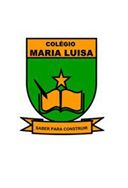 COLÉGIO
MARIA LUISA
SABER PARA CONSTRUIR